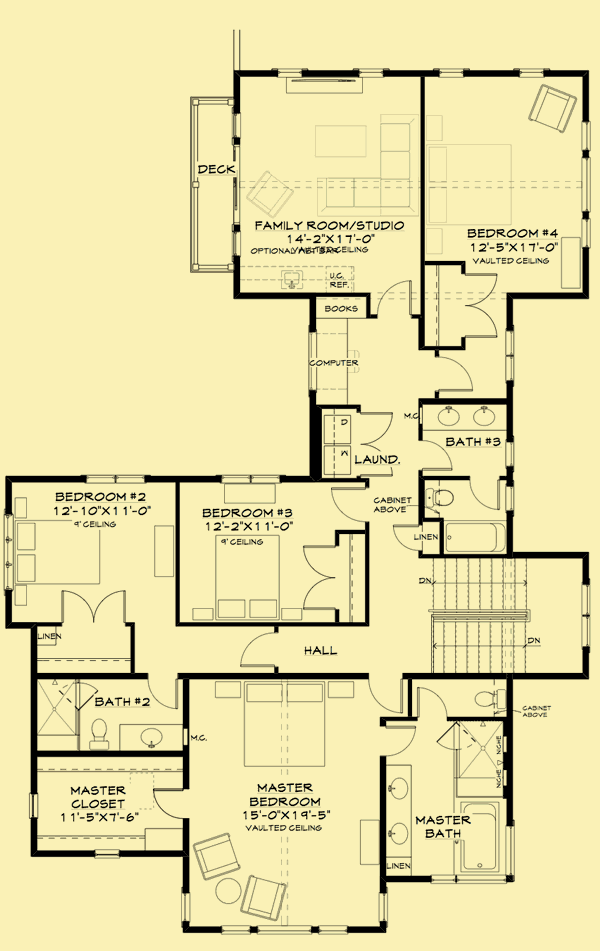 DECK
FAMILY ROOM/STUDIO
14'-2"X17'-0"
VAULTED CEILING
U.C.
REF.
BEDROOM #4
12'-5"X17'-0"
VAULTED CEILING
BOOKS
COMPUTER
M.C.
D
W
LAUND.
BATH #3
CABINET
ABOVE
LINEN
BEDROOM #2
12'-10"X11'-0"
9' CEILING
BEDROOM #3
12'-2"X11'-0"
9' CEILING
DN
DN
LINEN
HALL
BATH #2
M.C.
CABINET
ABOVE
NICHE
NICHE
MASTER
CLOSET
11'-5"X7'-6"
MASTER
BEDROOM
15'-0"X19'-5"
VAULTED CEILING
MASTER
BATH
LINEN